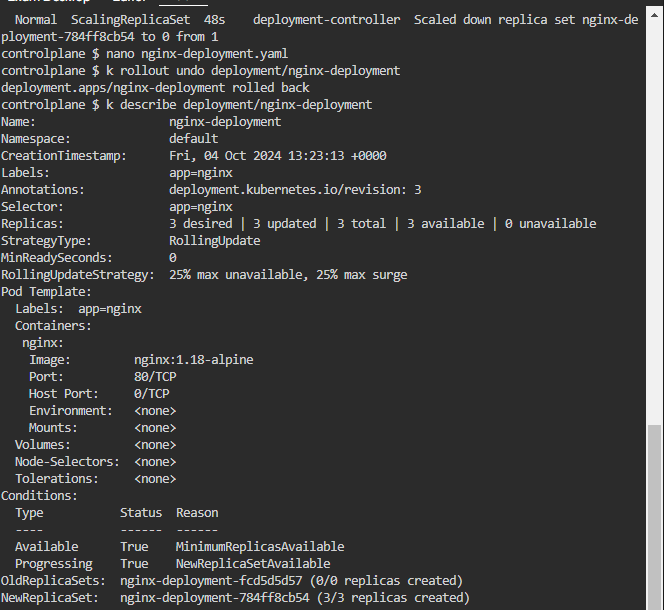 Normal  ScalingReplicaSet  48s    deployment-controller  Scaled down replica set nginx-de
ployment-784ff8cb54 to 0 from 1
controlplane $ nano nginx-deployment.yaml
controlplane $ k rollout undo deployment/nginx-deployment
deployment.apps/nginx-deployment rolled back
controlplane $ k describe deployment/nginx-deployment
Name:                   nginx-deployment
Namespace:              default
CreationTimestamp:      Fri, 04 Oct 2024 13:23:13 +0000
Labels:                 app=nginx
Annotations:            deployment.kubernetes.io/revision: 3
Selector:               app=nginx
Replicas:               3 desired | 3 updated | 3 total | 3 available | 0 unavailable
StrategyType:           RollingUpdate
MinReadySeconds:        0
RollingUpdateStrategy:  25% max unavailable, 25% max surge
Pod Template:
  Labels:  app=nginx
  Containers:
   nginx:
    Image:         nginx:1.18-alpine
    Port:          80/TCP
    Host Port:     0/TCP
    Environment:   <none>
    Mounts:        <none>
  Volumes:         <none>
  Node-Selectors:  <none>
  Tolerations:     <none>
Conditions:
  Type           Status  Reason
  ----           ------  ------
  Available      True    MinimumReplicasAvailable
  Progressing    True    NewReplicaSetAvailable
OldReplicaSets:  nginx-deployment-fcd5d5d57 (0/0 replicas created)
NewReplicaSet:   nginx-deployment-784ff8cb54 (3/3 replicas created)